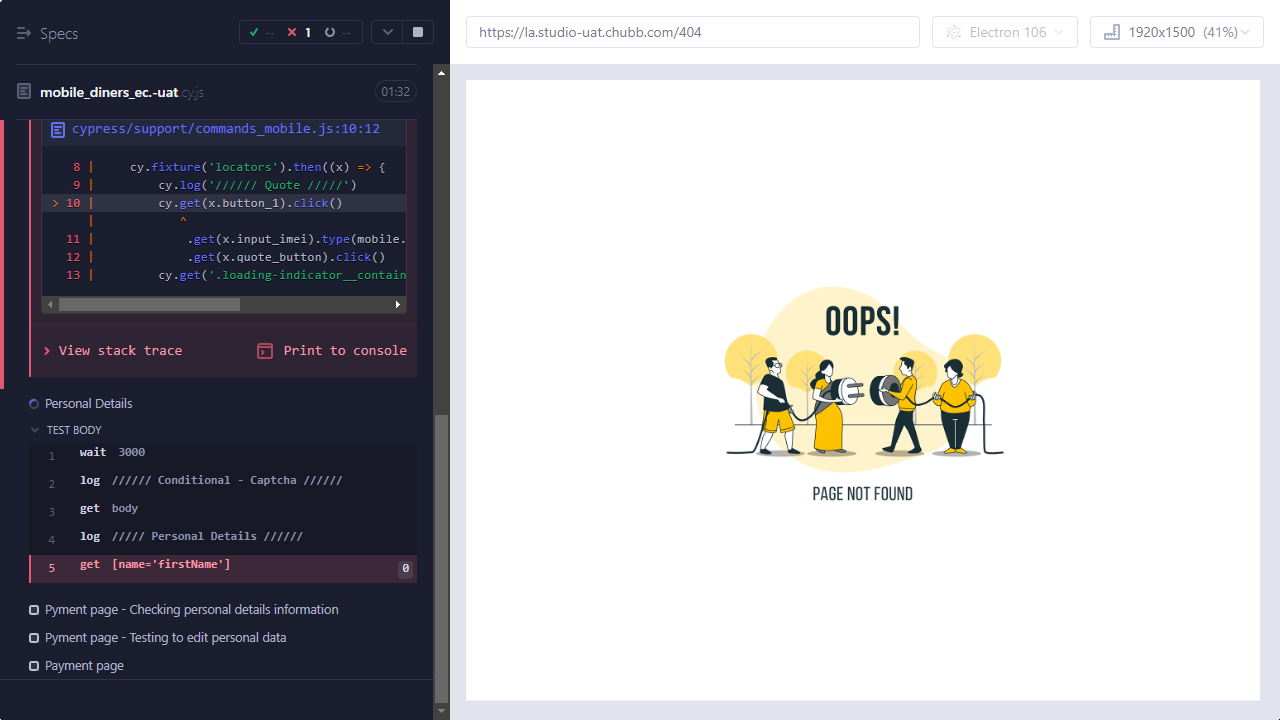 Specs
-- 1 --
mobile_diners_ec.-uat.cy.js 01:32
cypress/support/commands_mobile.js:10:12
8 | cy.fixture('locators').then((x) => {
9 | cy.log('////// Quote /////')
> 10 | cy.get(x.button_1).click()
| ^
11 | .get(x.input_imei).type(mobile.
12 | .get(x.quote_button).click()
13 | cy.get('.loading-indicator__contain
View stack trace
Print to console
Personal Details
TEST BODY
1 wait 3000
2 log ////// Conditional - Captcha //////
3 get body
4 log ///// Personal Details //////
5 get [name='firstName'] 0
Pyment page - Checking personal details information
Pyment page - Testing to edit personal data
Payment page
https://la.studio-uat.chubb.com/404
Electron 106
1920x1500 (41%)
OOPS!
PAGE NOT FOUND